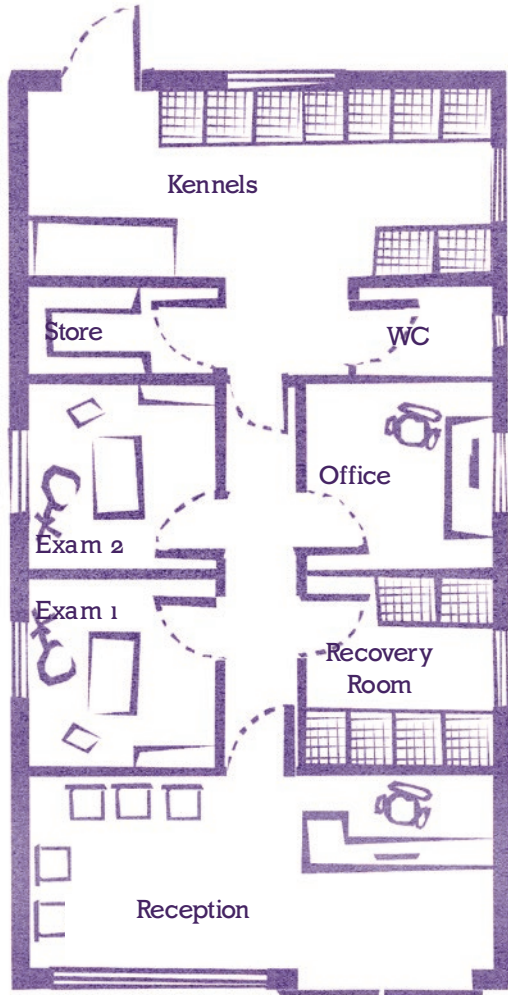 Kennels
Store
WC
Office
Exam 2
Exam 1
Recovery
Room
Reception